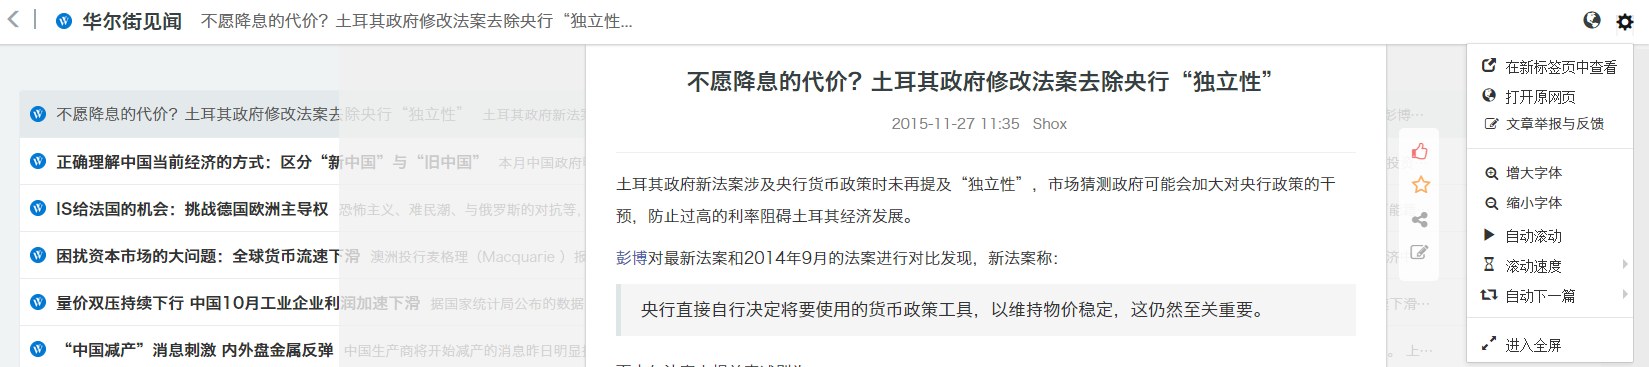 华尔街见闻 不愿降息的代价？土耳其政府修改法案去除央行“独立性...
不愿降息的代价？土耳其政府修改法案去除央行“独立性” 土耳其政府新法案
正确理解中国当前经济的方式：区分“新中国”与“旧中国” 本月中国政府
IS给法国的机会：挑战德国欧洲主导权 恐怖主义、难民潮、与俄罗斯的对抗等，
困扰资本市场的大问题：全球货币流速下滑 澳洲投行麦格理（Macquarie）报
量价双压持续下行 中国10月工业企业利润加速下滑 据国家统计局公布的数据
“中国减产”消息刺激 内外盘金属反弹 中国生产商将开始减产的消息昨日明显
不愿降息的代价？土耳其政府修改法案去除央行“独立性”
2015-11-27 11:35 Shox
土耳其政府新法案涉及央行货币政策时未再提及“独立性”，市场猜测政府可能会加大对央行政策的干
预，防止过高的利率阻碍土耳其经济发展。
彭博对最新法案和2014年9月的法案进行对比发现，新法案称：
央行直接自行决定将要使用的货币政策工具，以维持物价稳定，这仍然至关重要。
彭博…
下滑…
上…
在新标签页中查看
打开原网页
文章举报与反馈
增大字体
缩小字体
自动滚动
滚动速度
自动下一篇
进入全屏